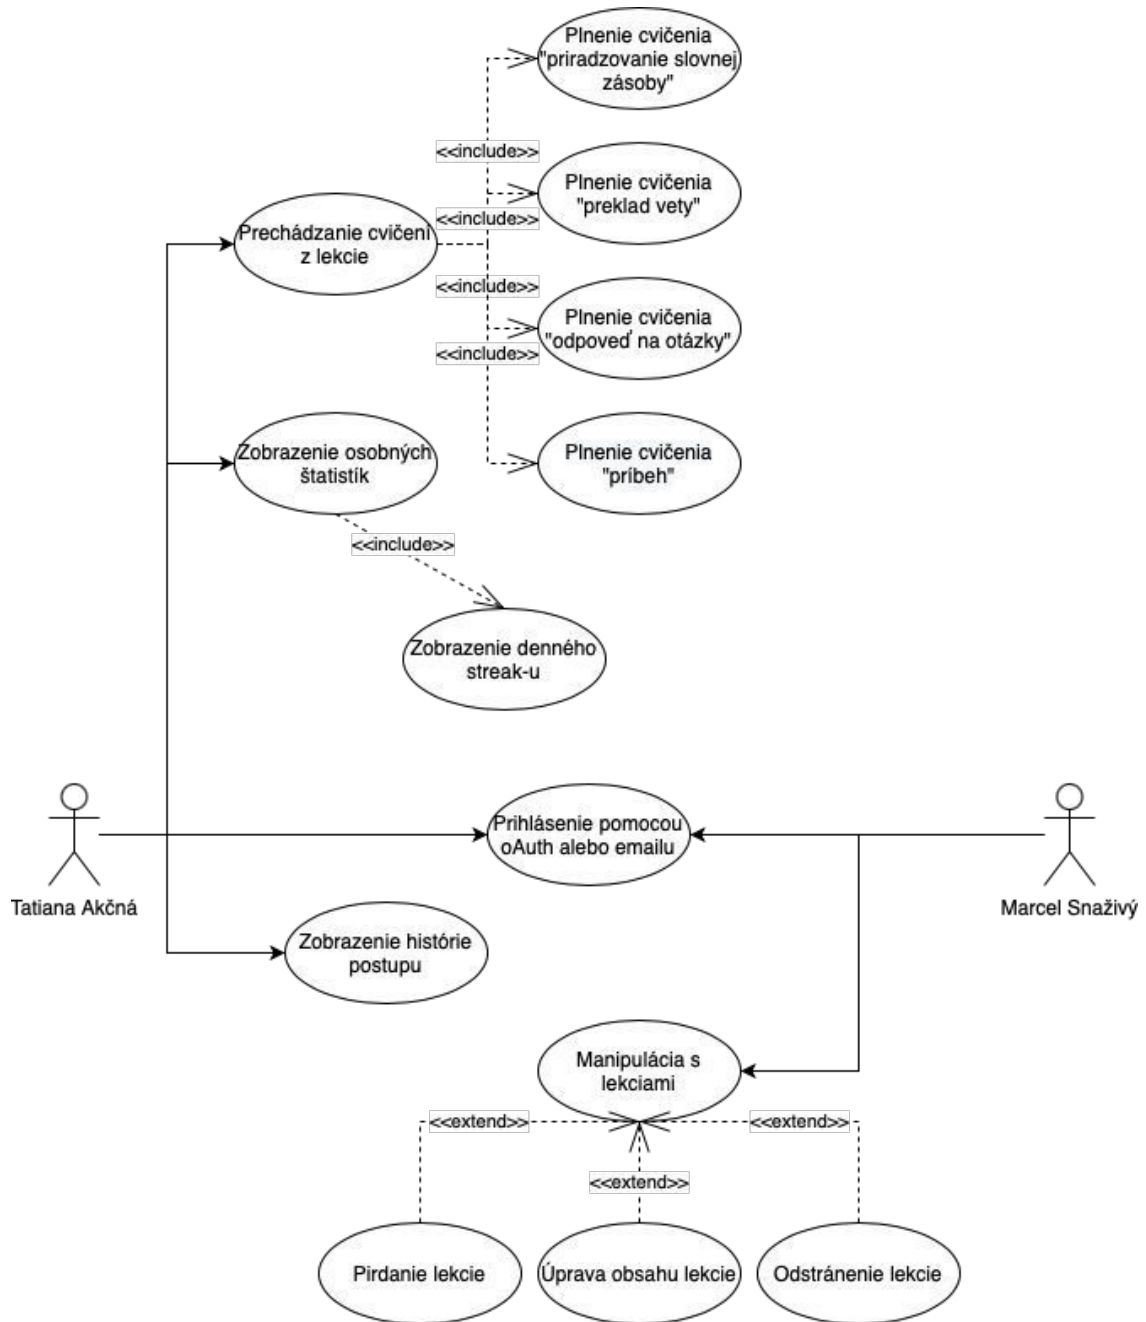 Plnenie cvičenia
"priradzovanie slovnej
zásoby"
<<include>>
Plnenie cvičenia
"preklad vety"
<<include>>
Prechádzanie cvičení
z lekcie
<<include>>
Plnenie cvičenia
"odpoveď na otázky"
<<include>>
Zobrazenie osobných
štatistík
Plnenie cvičenia
"príbeh"
<<include>>
Zobrazenie denného
streak-u
Prihlásenie pomocou
oAuth alebo emailu
Tatiana Akčná
Marcel Snaživý
Zobrazenie histórie
postupu
Manipulácia s
lekciami
<<extend>>
<<extend>>
<<extend>>
Pirdanie lekcie
Úprava obsahu lekcie
Odstránenie lekcie